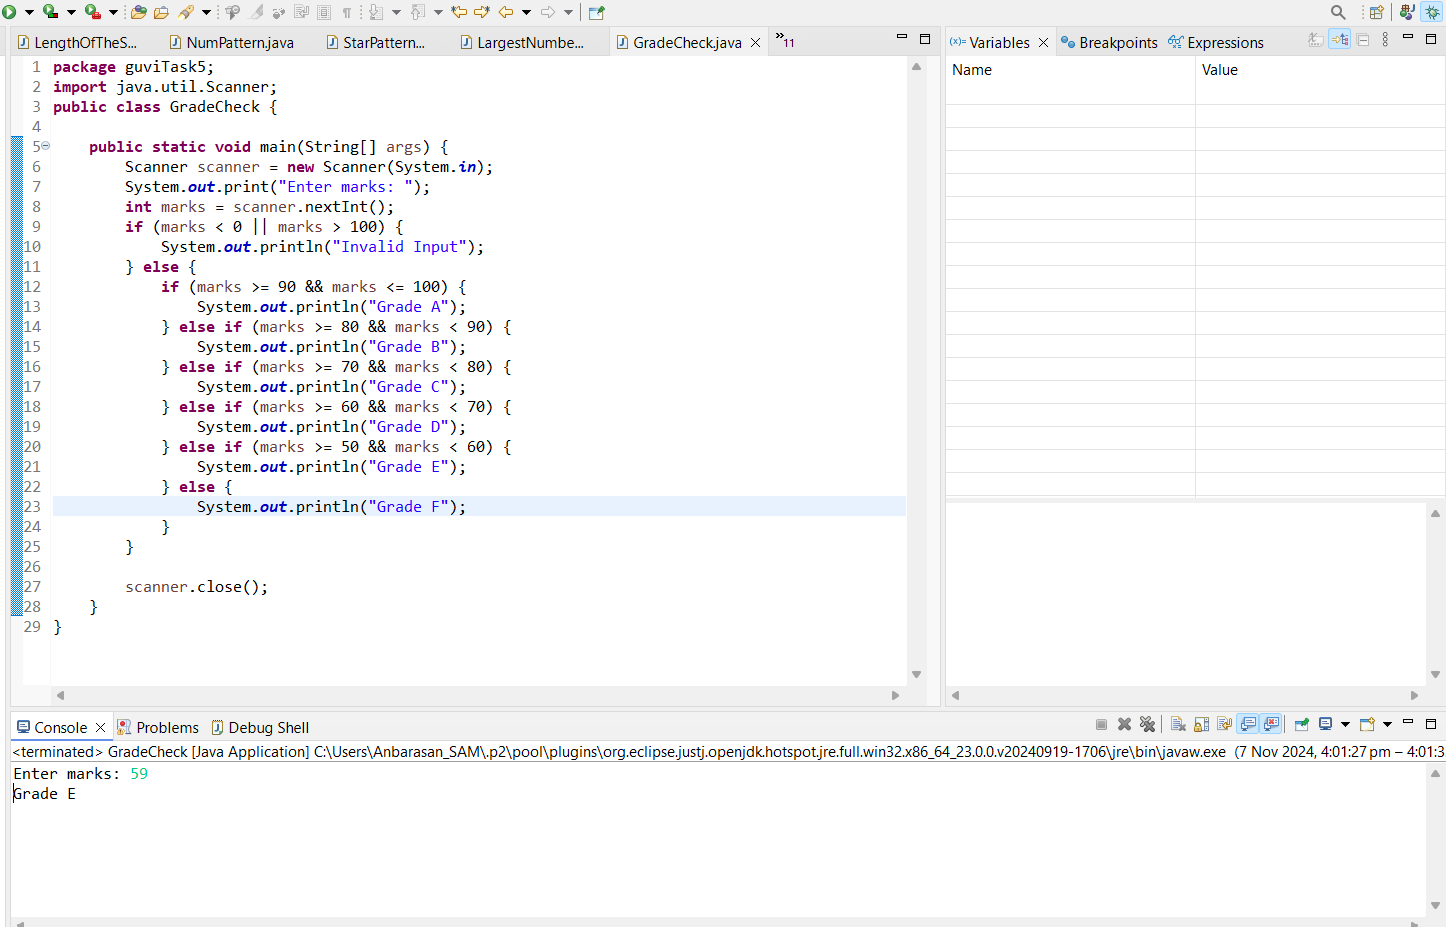 LengthOfTheS... NumPattern.java StarPattern... LargestNumbe... GradeCheck.java 11
(x)= Variables Breakpoints Expressions
Name Value
1 package guviTask5;
2 import java.util.Scanner;
3 public class GradeCheck {
4
5 public static void main(String[] args) {
6 Scanner scanner = new Scanner(System.in);
7 System.out.print("Enter marks: ");
8 int marks = scanner.nextInt();
9 if (marks < 0 || marks > 100) {
10 System.out.println("Invalid Input");
11 } else {
12 if (marks >= 90 && marks <= 100) {
13 System.out.println("Grade A");
14 } else if (marks >= 80 && marks < 90) {
15 System.out.println("Grade B");
16 } else if (marks >= 70 && marks < 80) {
17 System.out.println("Grade C");
18 } else if (marks >= 60 && marks < 70) {
19 System.out.println("Grade D");
20 } else if (marks >= 50 && marks < 60) {
21 System.out.println("Grade E");
22 } else {
23 System.out.println("Grade F");
24 }
25 }
26
27 scanner.close();
28 }
29 }
Console Problems Debug Shell
<terminated> GradeCheck [Java Application] C:\Users\Anbarasan_SAM\.p2\pool\plugins\org.eclipse.justj.openjdk.hotspot.jre.full.win32.x86_64_23.0.0.v20240919-1706\jre\bin\javaw.exe (7 Nov 2024, 4:01:27 pm – 4:01:3
Enter marks: 59
Grade E